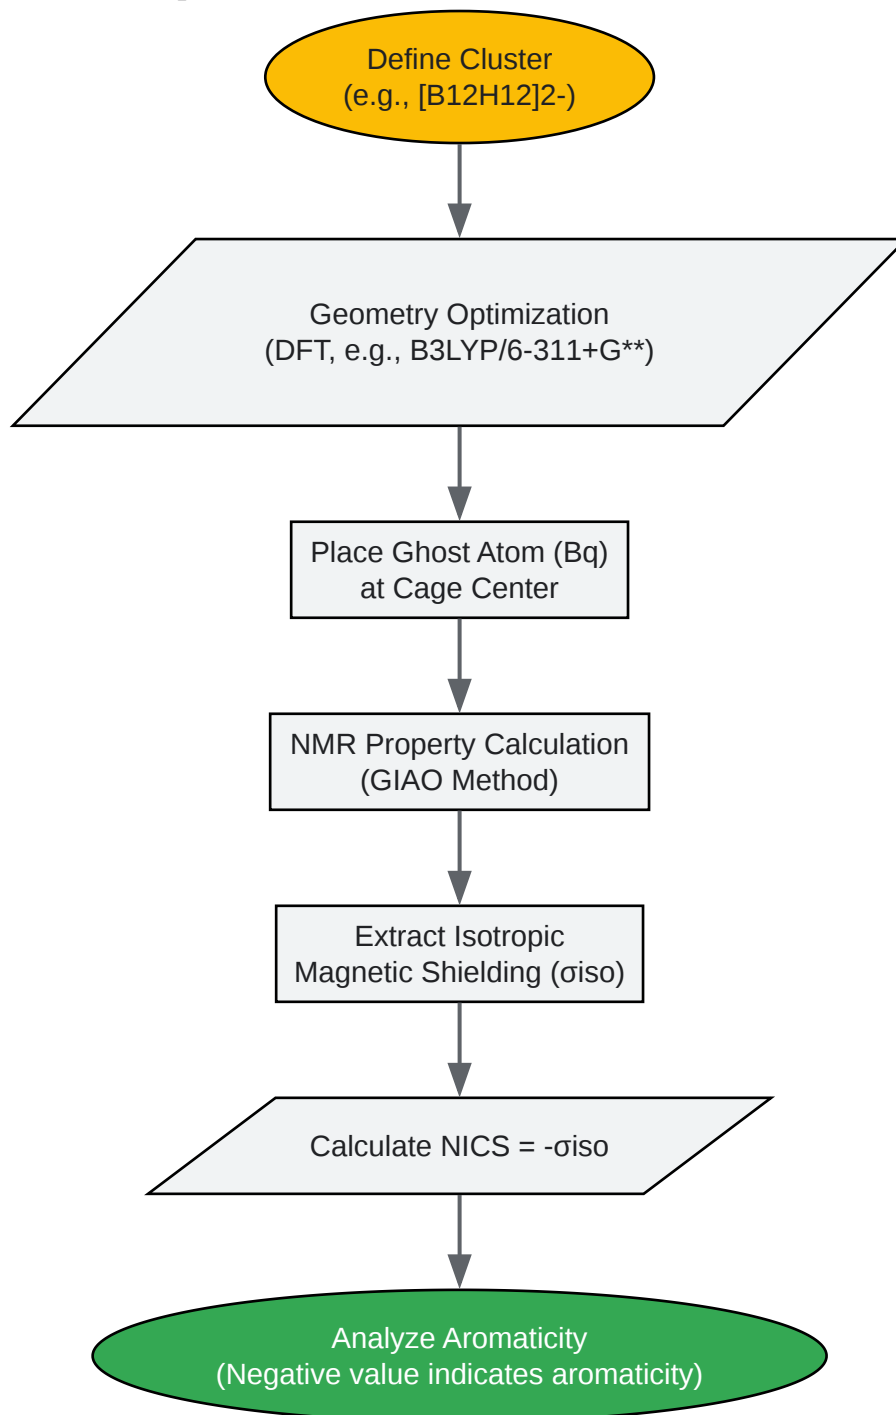 Define Cluster
(e.g., [B12H12]2-)
Geometry Optimization
(DFT, e.g., B3LYP/6-311+G**)
Place Ghost Atom (Bq)
at Cage Center
NMR Property Calculation
(GIAO Method)
Extract Isotropic
Magnetic Shielding (σiso)
Calculate NICS = -σiso
Analyze Aromaticity
(Negative value indicates aromaticity)